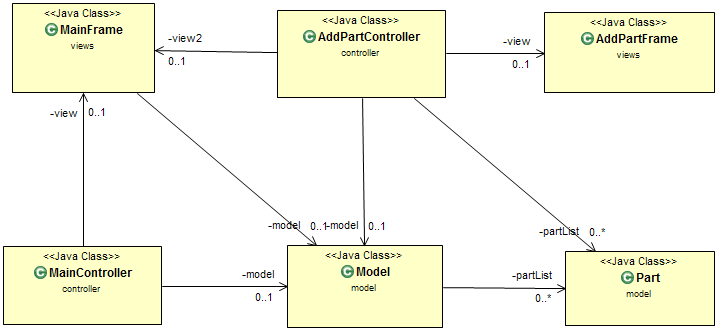 <<Java Class>>
MainFrame
views
<<Java Class>>
AddPartController
controller
<<Java Class>>
AddPartFrame
views
-view2
0..1
-view
0..1
-view
0..1
-model
0..1
-model
0..1
-partList
0..*
<<Java Class>>
MainController
controller
-model
0..1
<<Java Class>>
Model
model
-partList
0..*
<<Java Class>>
Part
model